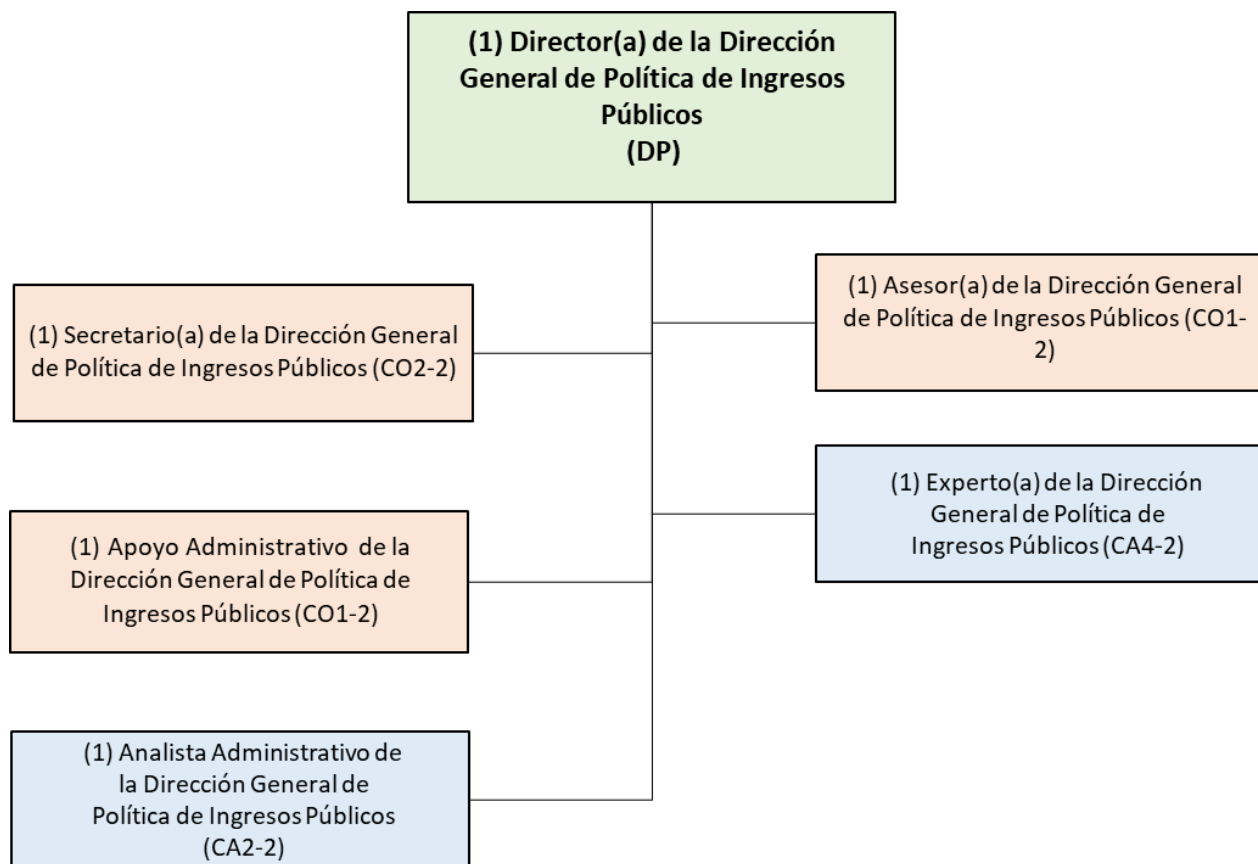 (1) Director(a) de la Dirección
General de Política de Ingresos
Públicos
(DP)
(1) Secretario(a) de la Dirección General
de Política de Ingresos Públicos (CO2-2)
(1) Asesor(a) de la Dirección General
de Política de Ingresos Públicos (CO1-
2)
(1) Apoyo Administrativo de la
Dirección General de Política de
Ingresos Públicos (CO1-2)
(1) Experto(a) de la Dirección
General de Política de
Ingresos Públicos (CA4-2)
(1) Analista Administrativo de
la Dirección General de
Política de Ingresos Públicos
(CA2-2)